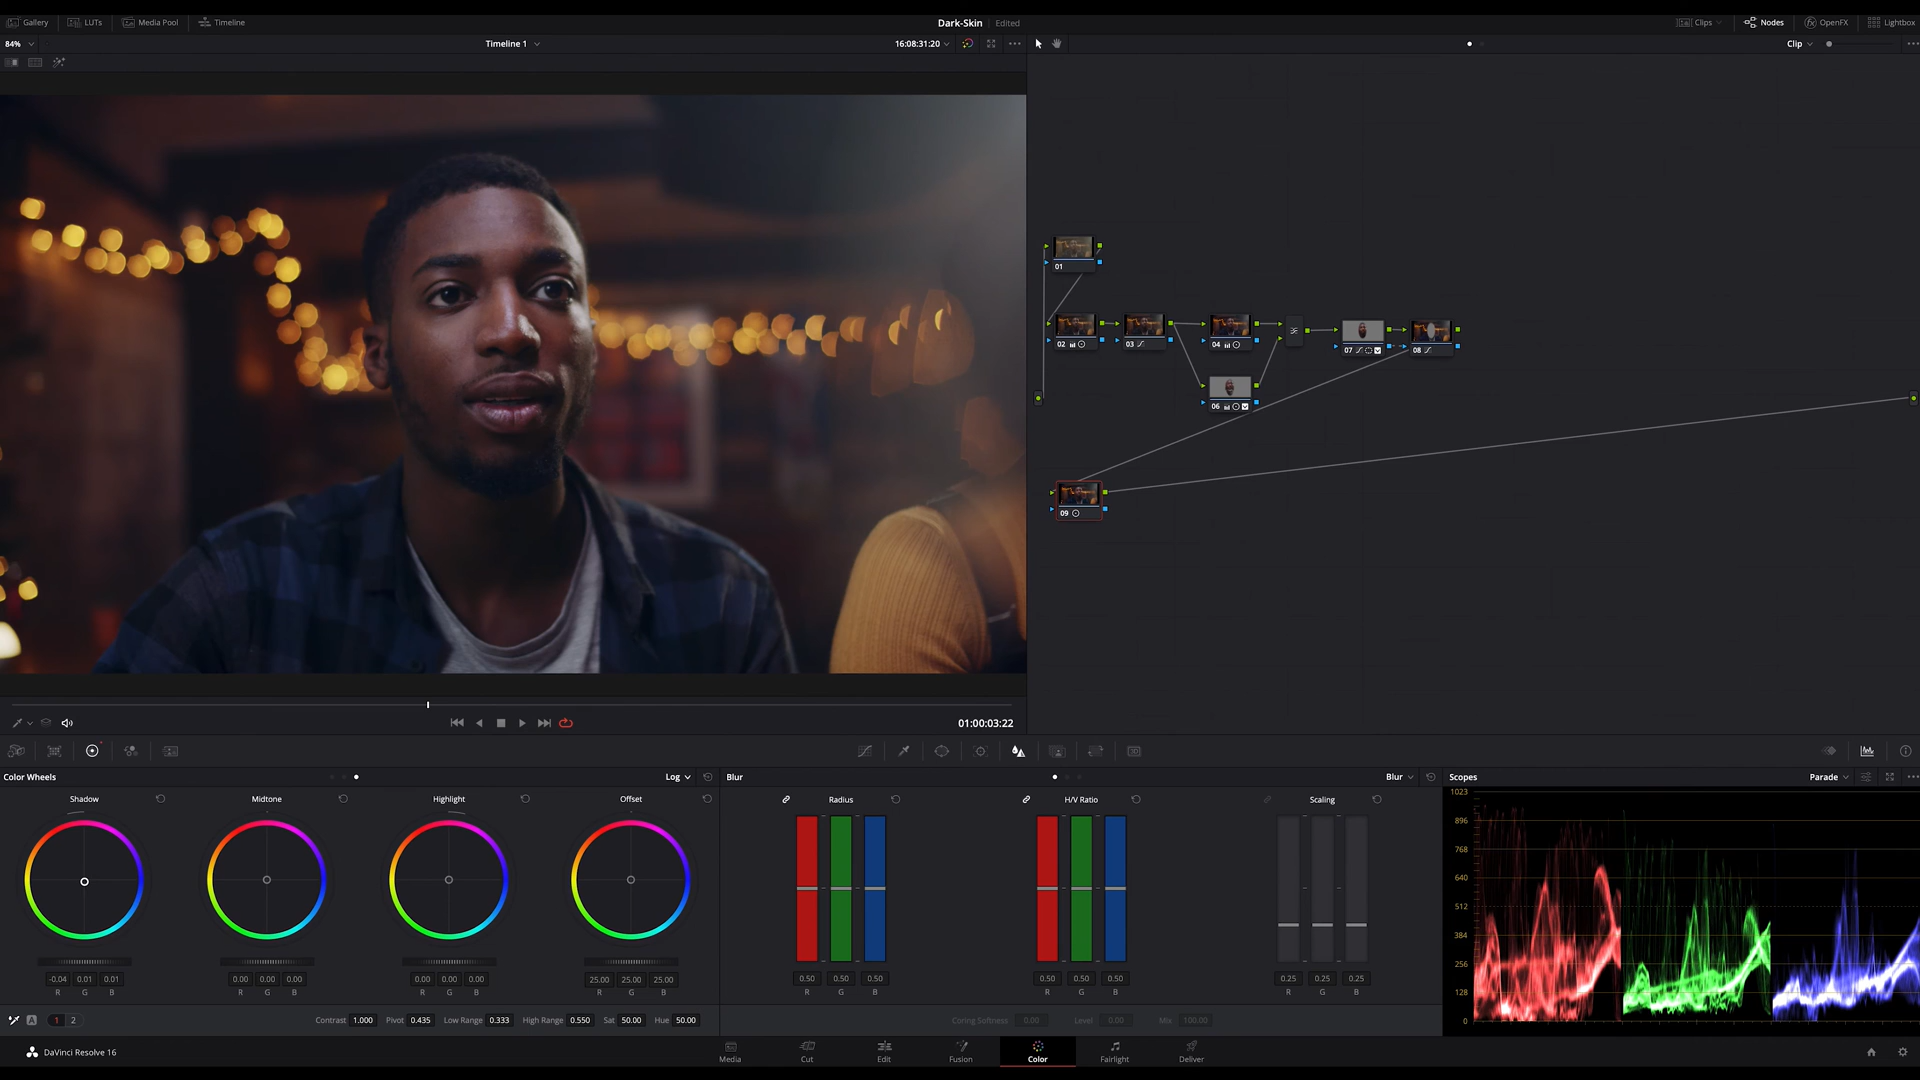 Gallery LUTs Media Pool Timeline Dark-Skin Edited Clips Nodes OpenFX Lightbox
84% Timeline 1 16:08:31:20 Clip
01
02 03 04 07 08
06
09
01:00:03:22
Color Wheels Log Blur Blur Scopes Parade
Shadow Midtone Highlight Offset Radius H/V Ratio Scaling
1023
896
768
640
512
384
256
128
0
-0.04 0.01 0.01 0.00 0.00 0.00 0.00 0.00 0.00 25.00 25.00 25.00 0.50 0.50 0.50 0.50 0.50 0.50 0.25 0.25 0.25
R G B R G B R G B R G B R G B R G B R G B
A 1 2 Contrast 1.000 Pivot 0.435 Low Range 0.333 High Range 0.550 Sat 50.00 Hue 50.00 Coring Softness 0.00 Level 0.00 Mix 100.00
DaVinci Resolve 16 Media Cut Edit Fusion Color Fairlight Deliver